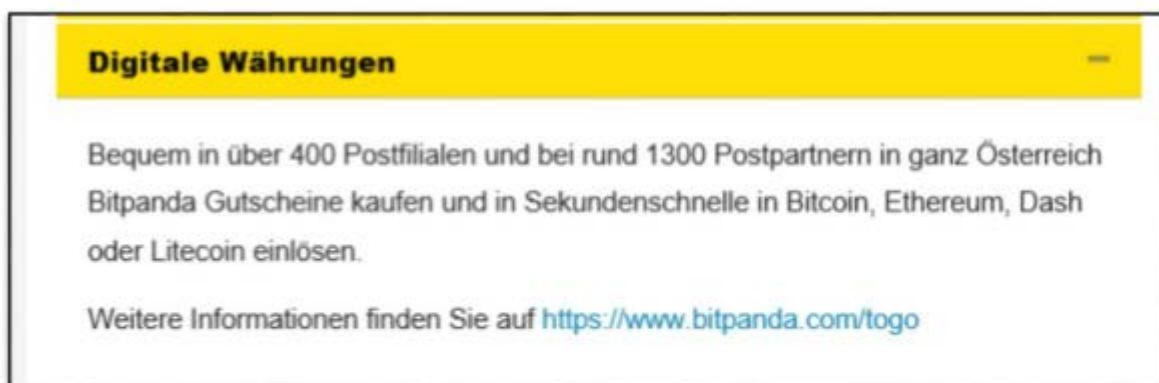 Digitale Währungen
Bequem in über 400 Postfilialen und bei rund 1300 Postpartnern in ganz Österreich
Bitpanda Gutscheine kaufen und in Sekundenschnelle in Bitcoin, Ethereum, Dash
oder Litecoin einlösen.
Weitere Informationen finden Sie auf https://www.bitpanda.com/togo